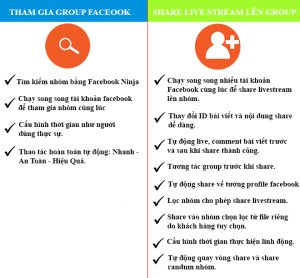 THAM GIA GROUP FACEOOK
Tìm kiếm nhóm bằng Facebook Ninja
Chạy song song tài khoản facebook
để tham gia nhóm cùng lúc
Cấu hình thời gian như người
dùng thực sự.
Thao tác hoàn toàn tự động: Nhanh -
An Toàn - Hiệu Quả.
SHARE LIVE STREAM LÊN GROUP
Chạy song song nhiều tài khoản
Facebook cùng lúc để share livestream
lên nhóm.
Thay đổi ID bài viết và nội dung share
dễ dàng.
Tự động live, comment bài viết trước
và sau khi share thành công.
Tương tác group trước khi share.
Tự động share về tường profile facebook
Lọc nhóm cho phép share livestream.
Share vào nhóm chọn lọc từ file riêng
do khách hàng tuy chọn.
Cấu hình thời gian thực hiện linh động.
Tự động quay vòng share và share
randum nhóm.